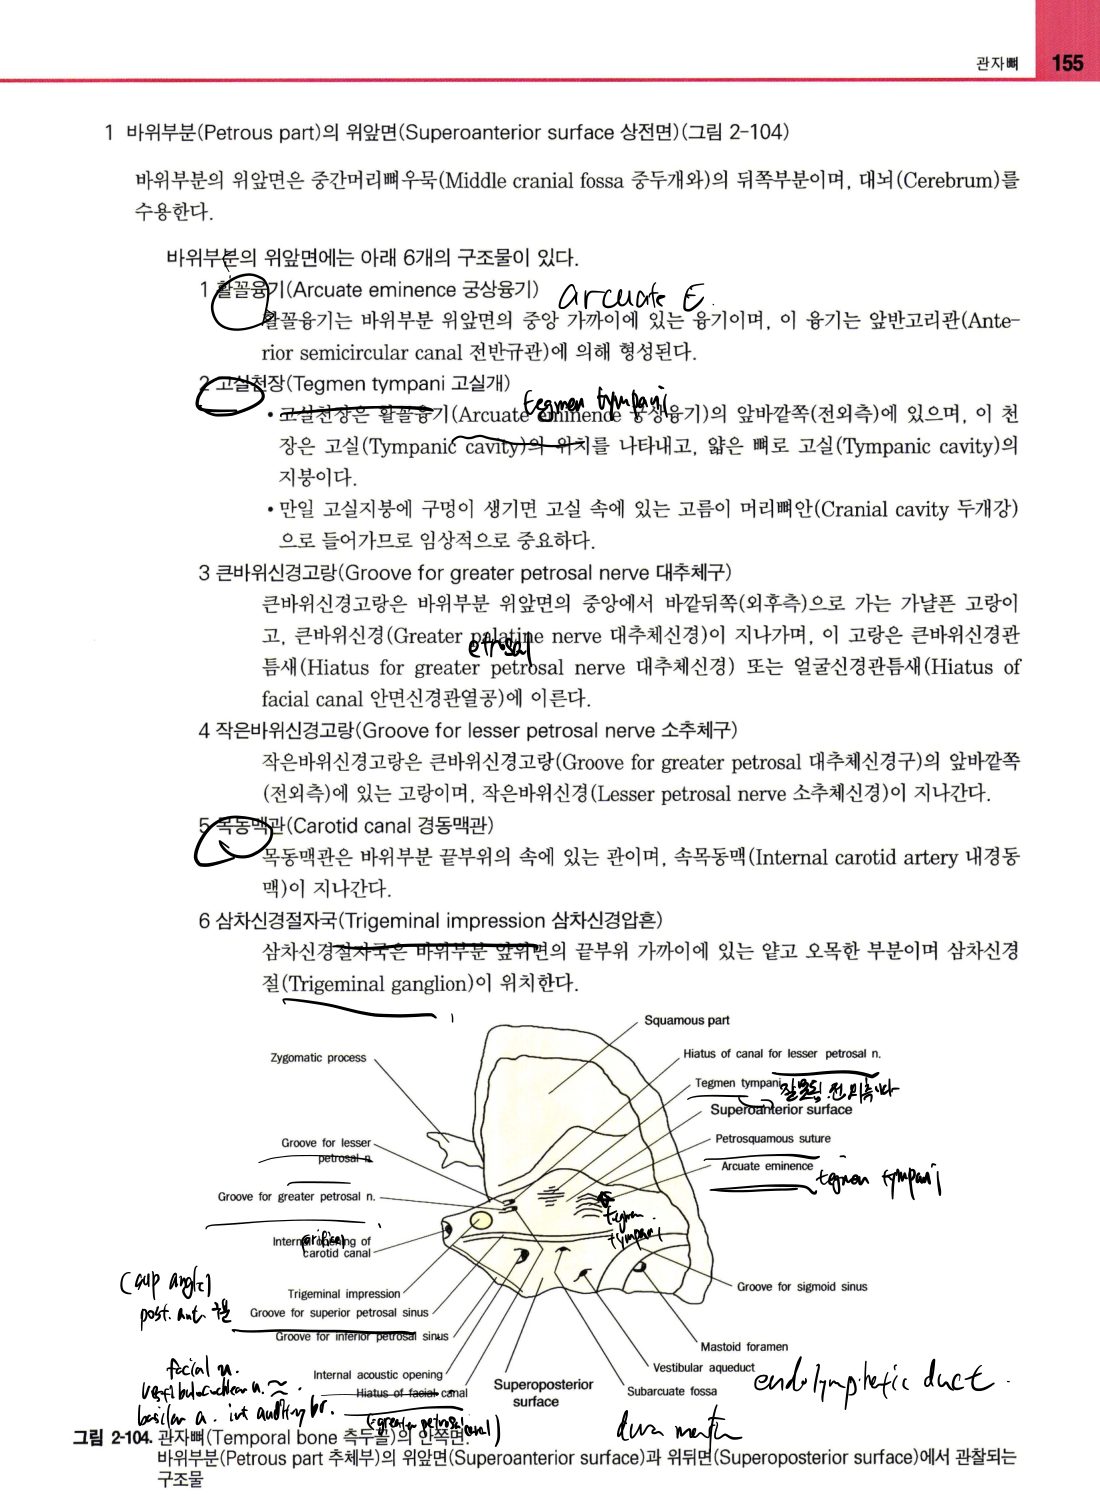 관자뼈 155
1 바위부분(Petrous part)의 위앞면(Superoanterior surface 상전면)(그림 2-104)
바위부분의 위앞면은 중간머리뼈우묵(Middle cranial fossa 중두개와)의 뒤쪽부분이며, 대뇌(Cerebrum)를
수용한다.
바위부분의 위앞면에는 아래 6개의 구조물이 있다.
1 활꼴융기(Arcuate eminence 궁상융기) arcuate E.
활꼴융기는 바위부분 위앞면의 중앙 가까이에 있는 융기이며, 이 융기는 앞반고리관(Ante-
rior semicircular canal 전반규관)에 의해 형성된다.
2 고실천장(Tegmen tympani 고실개)
tegmen tympani
• 고실천장은 활꼴융기(Arcuate eminence 궁상융기)의 앞바깥쪽(전외측)에 있으며, 이 천
장은 고실(Tympanic cavity)의 위치를 나타내고, 얇은 뼈로 고실(Tympanic cavity)의
지붕이다.
• 만일 고실지붕에 구멍이 생기면 고실 속에 있는 고름이 머리뼈안(Cranial cavity 두개강)
으로 들어가므로 임상적으로 중요하다.
3 큰바위신경고랑(Groove for greater petrosal nerve 대추체구)
큰바위신경고랑은 바위부분 위앞면의 중앙에서 바깥뒤쪽(외후측)으로 가는 가냘픈 고랑이
고, 큰바위신경(Greater palatine nerve 대추체신경)이 지나가며, 이 고랑은 큰바위신경관
etrosal
틈새(Hiatus for greater petrosal nerve 대추체신경) 또는 얼굴신경관틈새(Hiatus of
facial canal 안면신경관열공)에 이른다.
4 작은바위신경고랑(Groove for lesser petrosal nerve 소추체구)
작은바위신경고랑은 큰바위신경고랑(Groove for greater petrosal 대추체신경구)의 앞바깥쪽
(전외측)에 있는 고랑이며, 작은바위신경(Lesser petrosal nerve 소추체신경)이 지나간다.
5 목동맥관(Carotid canal 경동맥관)
목동맥관은 바위부분 끝부위의 속에 있는 관이며, 속목동맥(Internal carotid artery 내경동
맥)이 지나간다.
6 삼차신경절자국(Trigeminal impression 삼차신경압흔)
삼차신경절자국은 바위부분 앞위면의 끝부위 가까이에 있는 얕고 오목한 부분이며 삼차신경
절(Trigeminal ganglion)이 위치한다.
Squamous part
Zygomatic process
Hiatus of canal for lesser petrosal n.
Tegmen tympani
Superoanterior surface
Groove for lesser
petrosal n.
Petrosquamous suture
Arcuate eminence
tegmen tympani
Groove for greater petrosal n.
tegmen
tympani
Internal opening of
carotid canal
orifice
Groove for sigmoid sinus
(sup angle)
post. ant.
Trigeminal impression
Groove for superior petrosal sinus
Groove for inferior petrosal sinus
Mastoid foramen
facial n.
Internal acoustic opening
Vestibular aqueduct
endolymphatic duct.
vestibulocochlear n.
Hiatus of facial canal
Superoposterior
surface
Subarcuate fossa
basilar a. int auditory br.
(greater petrosal canal)
dura mater
그림 2-104. 관자뼈(Temporal bone 측두골)의 안쪽면.
바위부분(Petrous part 추체부)의 위앞면(Superoanterior surface)과 위뒤면(Superoposterior surface)에서 관찰되는
구조물